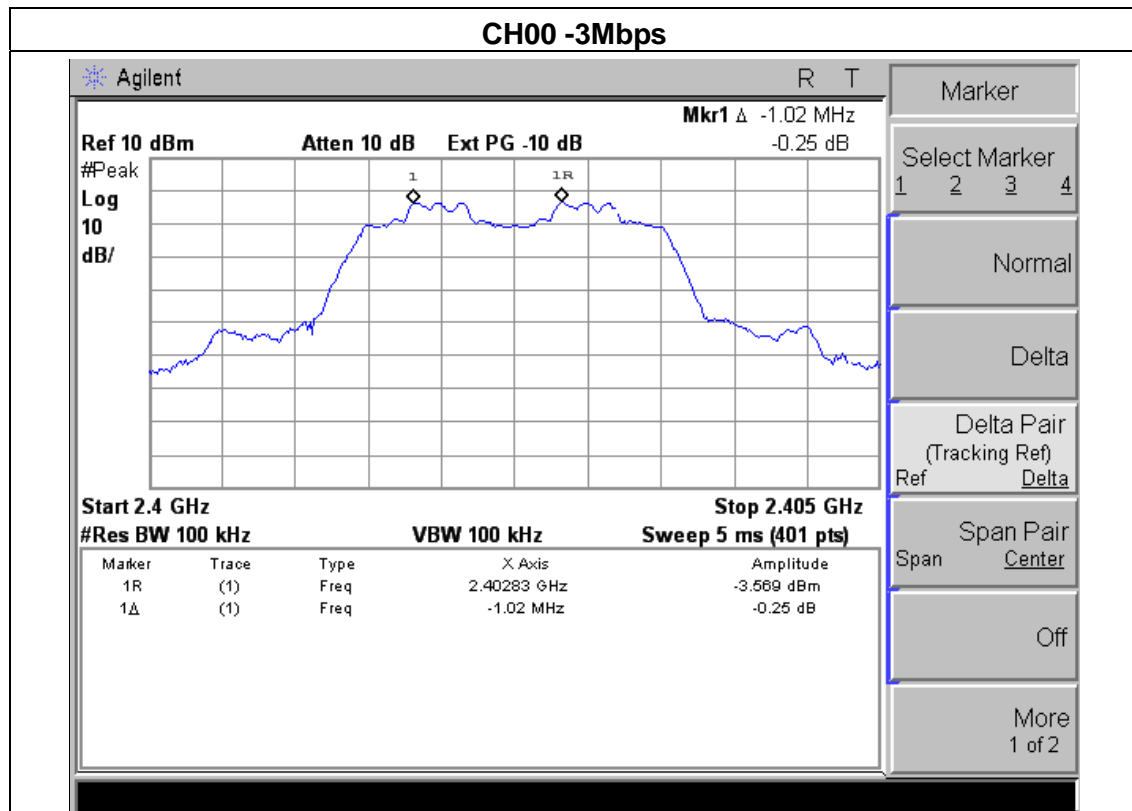 CH00 -3Mbps
Agilent R T
Mkr1 Δ -1.02 MHz
Ref 10 dBm Atten 10 dB Ext PG -10 dB -0.25 dB
#Peak
Log
10
dB/
1 1R
Start 2.4 GHz Stop 2.405 GHz
#Res BW 100 kHz VBW 100 kHz Sweep 5 ms (401 pts)
Marker Trace Type X Axis Amplitude
1R (1) Freq 2.40283 GHz -3.569 dBm
1Δ (1) Freq -1.02 MHz -0.25 dB
Marker
Select Marker
1 2 3 4
Normal
Delta
Delta Pair
(Tracking Ref)
Ref Delta
Span Pair
Span Center
Off
More
1 of 2